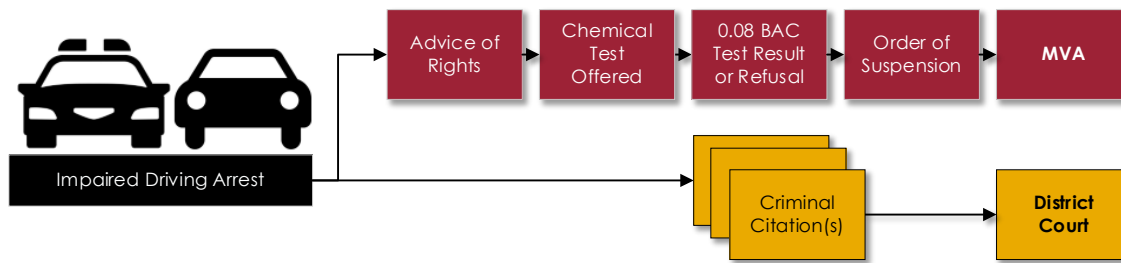 Advice of
Rights
Chemical
Test
Offered
0.08 BAC
Test Result
or Refusal
Order of
Suspension
MVA
Impaired Driving Arrest
Criminal
Citation(s)
District
Court